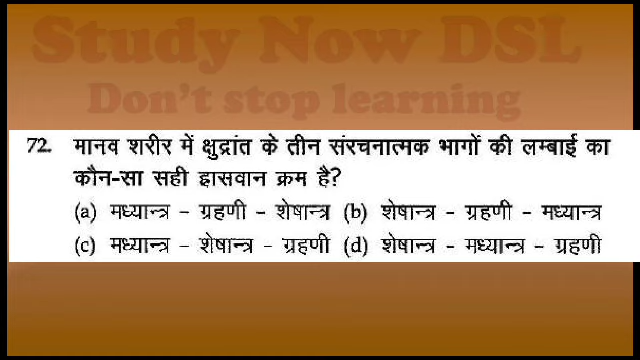 Study Now DSL
Don't stop learning
72. मानव शरीर में क्षुद्रांत के तीन संरचनात्मक भागों की लम्बाई का
कौन-सा सही ह्रासवान क्रम है?
(a) मध्यान्त्र - ग्रहणी - शेषान्त्र (b) शेषान्त्र - ग्रहणी - मध्यान्त्र
(c) मध्यान्त्र - शेषान्त्र - ग्रहणी (d) शेषान्त्र - मध्यान्त्र - ग्रहणी